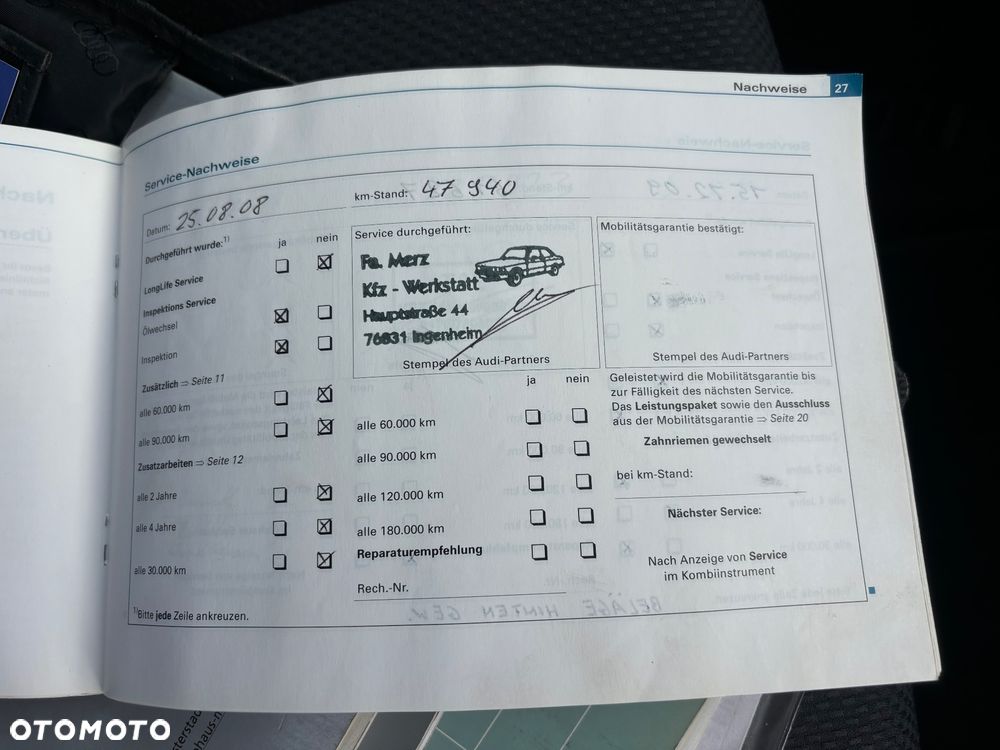 Nachweise 27
Service-Nachweise
Datum: 25.08.08
km-Stand: 47 940
Durchgeführt wurde:1)
ja nein
LongLife Service
Inspektions Service
Ölwechsel
Inspektion
Zusätzlich ⇒ Seite 11
alle 60.000 km
alle 90.000 km
Zusatzarbeiten ⇒ Seite 12
alle 2 Jahre
alle 4 Jahre
alle 30.000 km
1)Bitte jede Zeile ankreuzen.
Service durchgeführt:
Fa. Merz
Kfz - Werkstatt
Hauptstraße 44
76831 Ingenheim
Stempel des Audi-Partners
ja nein
alle 60.000 km
alle 90.000 km
alle 120.000 km
alle 180.000 km
Reparaturempfehlung
Rech.-Nr.
Mobilitätsgarantie bestätigt:
Stempel des Audi-Partners
Geleistet wird die Mobilitätsgarantie bis
zur Fälligkeit des nächsten Service.
Das Leistungspaket sowie den Ausschluss
aus der Mobilitätsgarantie ⇒ Seite 20
Zahnriemen gewechselt
bei km-Stand:
Nächster Service:
Nach Anzeige von Service
im Kombiinstrument
BELÄGE HINTEN GEW.
OTOMOTO